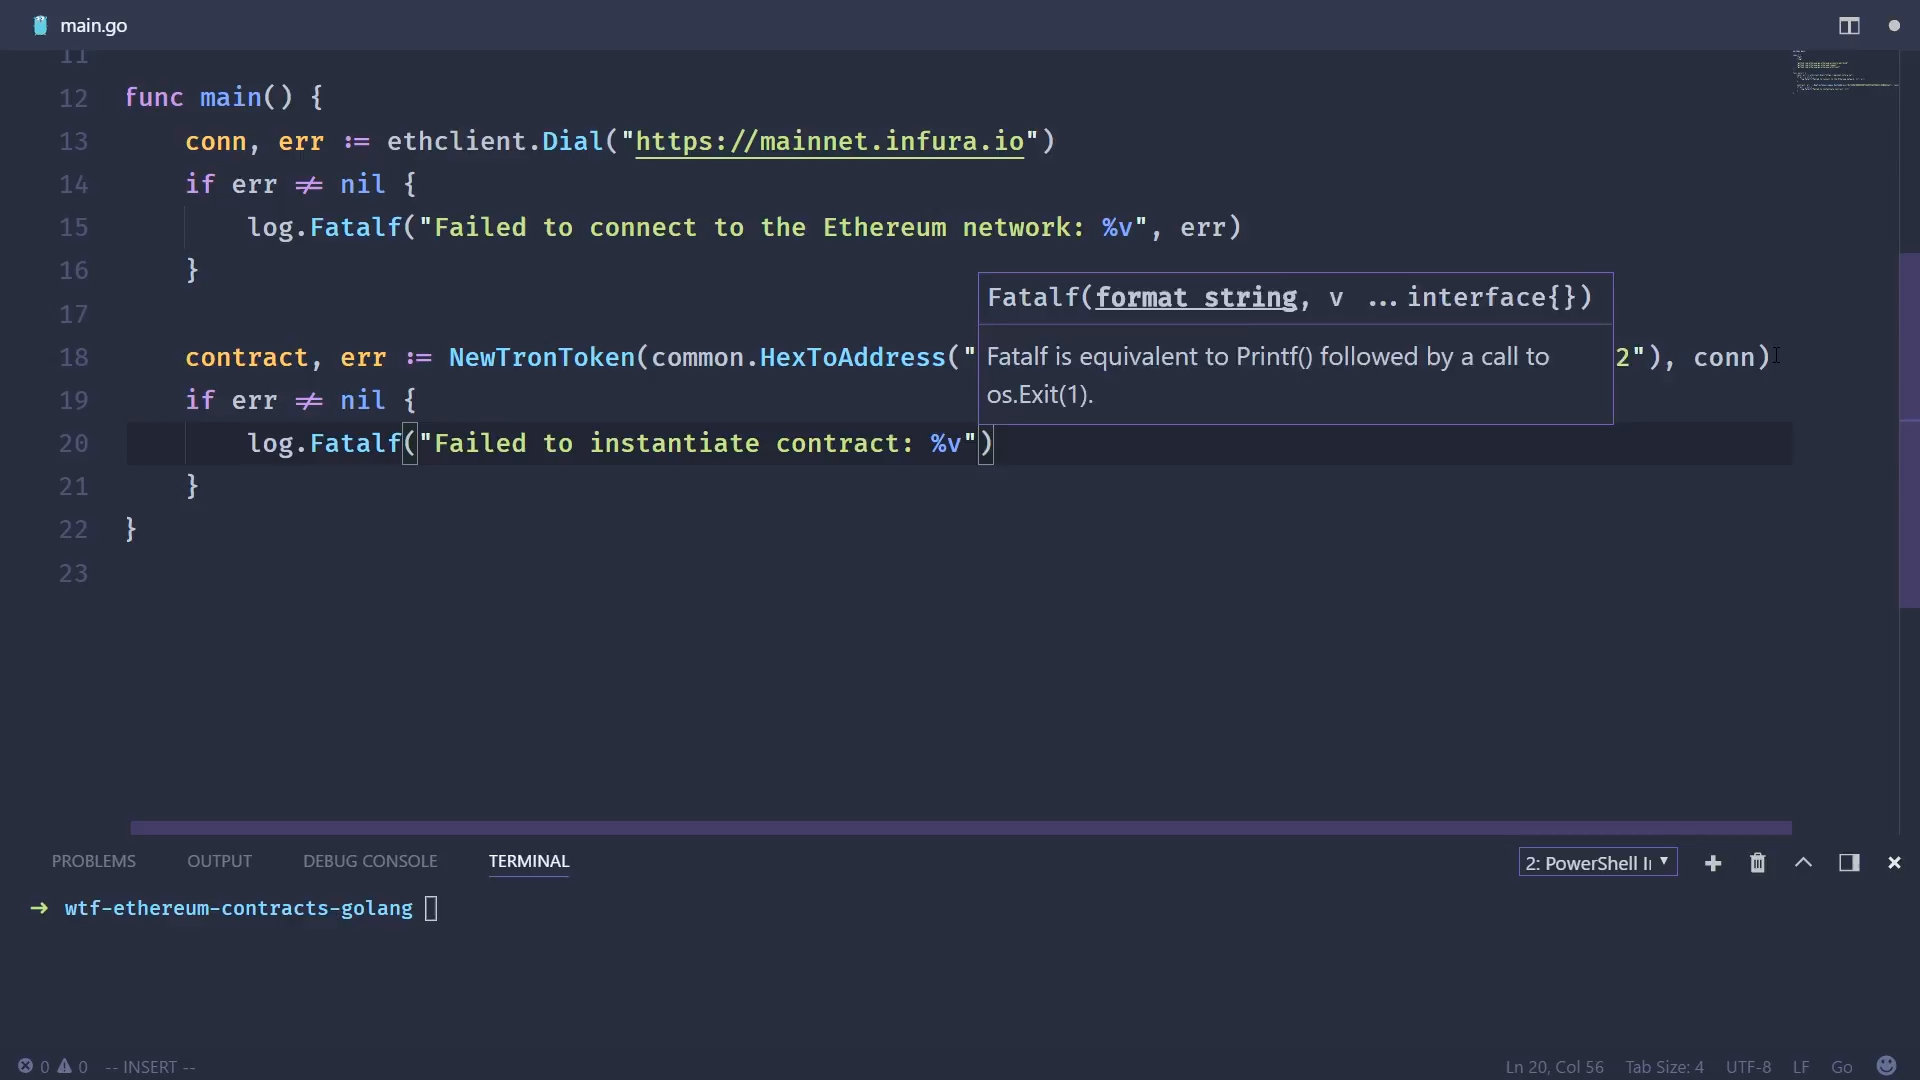 main.go
11
12 func main() {
13 conn, err := ethclient.Dial("https://mainnet.infura.io")
14 if err != nil {
15 log.Fatalf("Failed to connect to the Ethereum network: %v", err)
16 }
17
Fatalf(format string, v ...interface{})
18 contract, err := NewTronToken(common.HexToAddress(" 2"), conn)
Fatalf is equivalent to Printf() followed by a call to
os.Exit(1).
19 if err != nil {
20 log.Fatalf("Failed to instantiate contract: %v")
21 }
22 }
23
PROBLEMS OUTPUT DEBUG CONSOLE TERMINAL 2: PowerShell I
→ wtf-ethereum-contracts-golang
0 0 -- INSERT -- Ln 20, Col 56 Tab Size: 4 UTF-8 LF Go